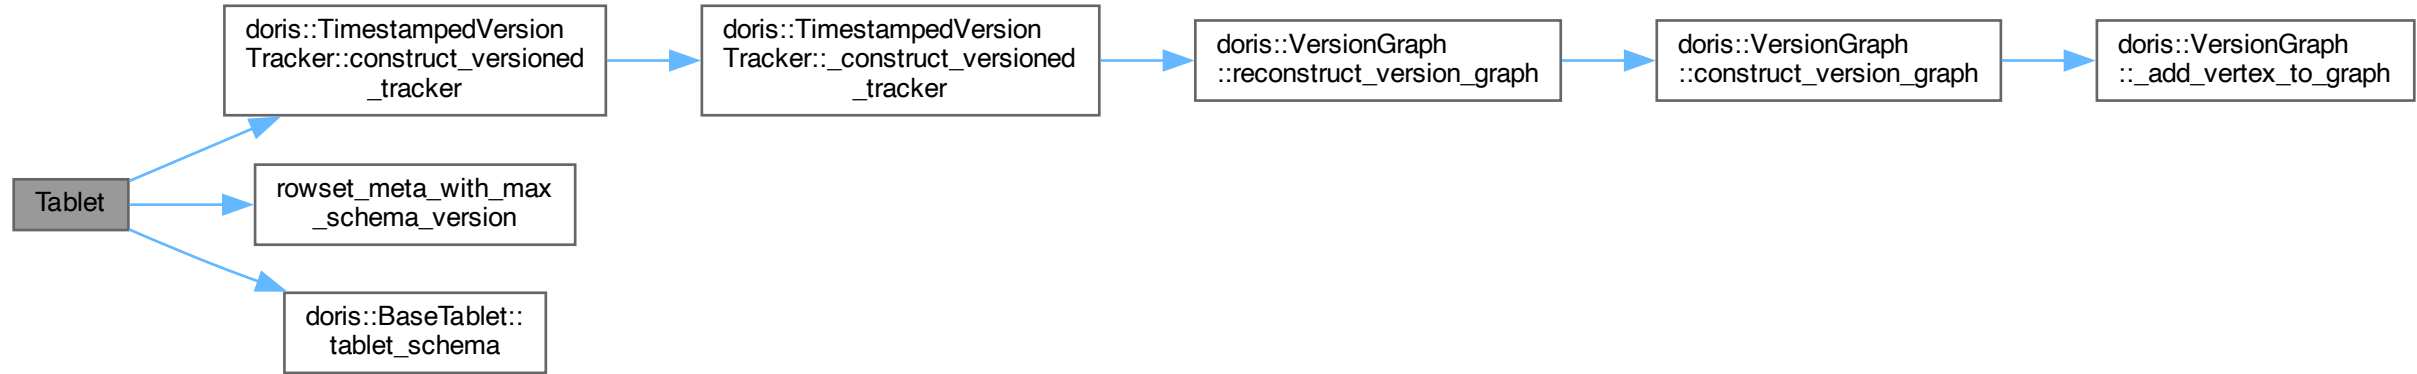 doris::TimestampedVersion
Tracker::construct_versioned
_tracker
doris::TimestampedVersion
Tracker::_construct_versioned
_tracker
doris::VersionGraph
::reconstruct_version_graph
doris::VersionGraph
::construct_version_graph
doris::VersionGraph
::_add_vertex_to_graph
Tablet
rowset_meta_with_max
_schema_version
doris::BaseTablet::
tablet_schema